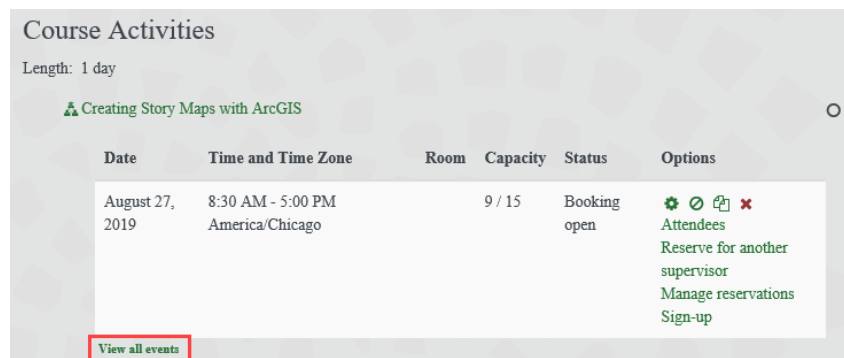 Course Activities
Length: 1 day
Creating Story Maps with ArcGIS
Date Time and Time Zone Room Capacity Status Options
August 27, 8:30 AM - 5:00 PM 9 / 15 Booking
2019 America/Chicago open Attendees
Reserve for another
supervisor
Manage reservations
Sign-up
View all events